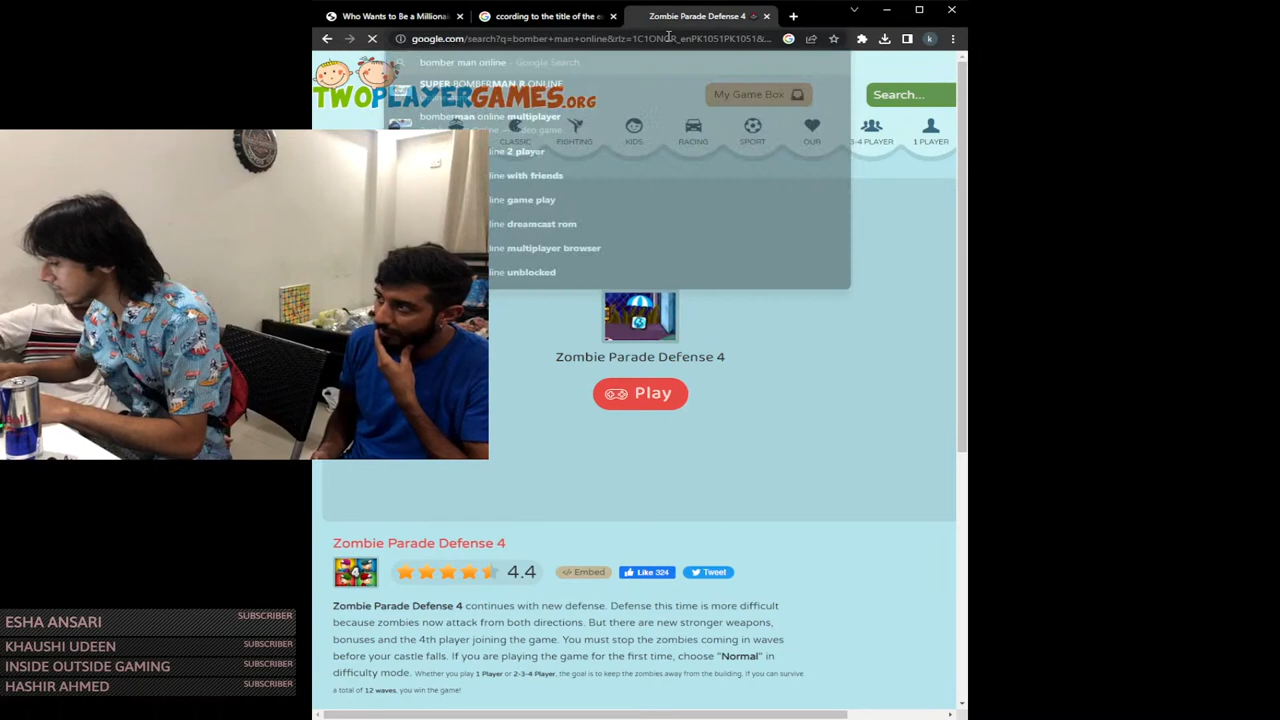 Who Wants to Be a Milliona
ccording to the title of the e
Zombie Parade Defense 4
google.com/search?q=bomber+man+online&rlz=1C1ONGR_enPK1051PK1051&...
k
bomber man online - Google Search
SUPER BOMBERMAN R ONLINE
TWOPLAYERGAMES.ORG
My Game Box
Search...
bomberman online multiplayer
CLASSIC
FIGHTING
KIDS
RACING
SPORT
OUR
3-4 PLAYER
1 PLAYER
line 2 player
line with friends
line game play
line dreamcast rom
line multiplayer browser
line unblocked
Zombie Parade Defense 4
Play
Zombie Parade Defense 4
4.4
</> Embed
Like 324
Tweet
Zombie Parade Defense 4 continues with new defense. Defense this time is more difficult
because zombies now attack from both directions. But there are new stronger weapons,
bonuses and the 4th player joining the game. You must stop the zombies coming in waves
before your castle falls. If you are playing the game for the first time, choose "Normal" in
difficulty mode. Whether you play 1 Player or 2-3-4 Player, the goal is to keep the zombies away from the building. If you can survive
a total of 12 waves, you win the game!
ESHA ANSARI SUBSCRIBER
KHAUSHI UDEEN SUBSCRIBER
INSIDE OUTSIDE GAMING SUBSCRIBER
HASHIR AHMED SUBSCRIBER